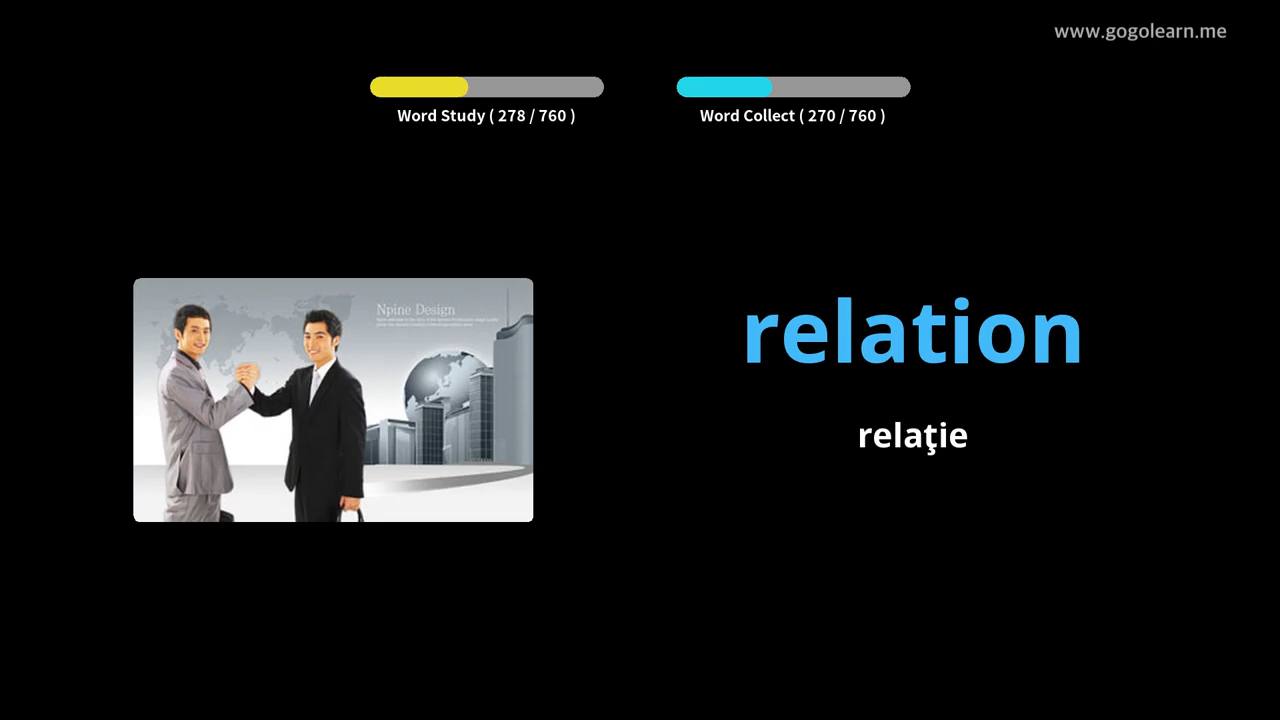 www.gogolearn.me
Word Study ( 278 / 760 )
Word Collect ( 270 / 760 )
Npine Design
relation
relaţie